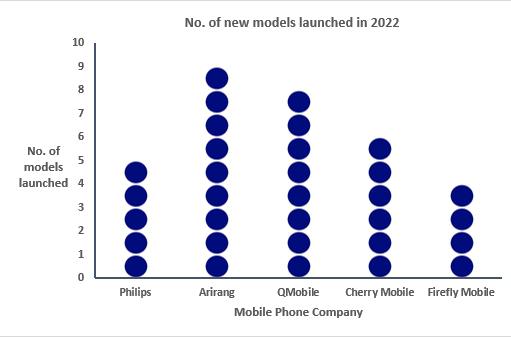 No. of new models launched in 2022
10
9
8
7
6
5
4
3
2
1
0
No. of
models
launched
Philips
Arirang
QMobile
Cherry Mobile
Firefly Mobile
Mobile Phone Company